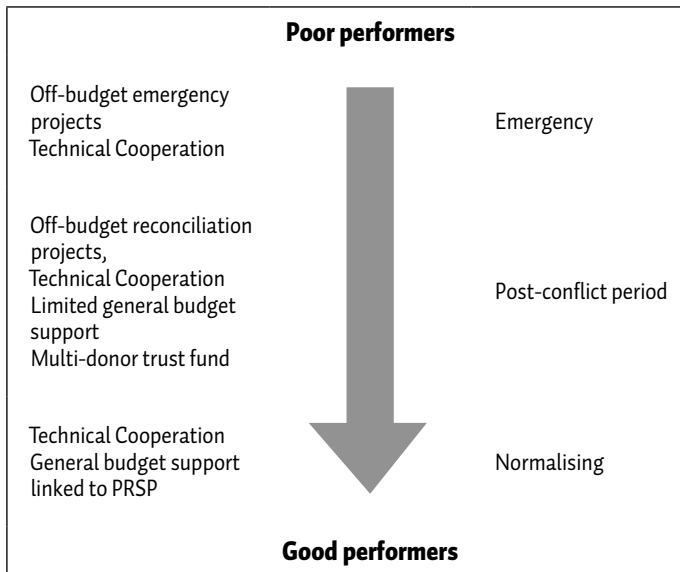 Poor performers
Off-budget emergency
projects
Technical Cooperation
Emergency
Off-budget reconciliation
projects,
Technical Cooperation
Limited general budget
support
Multi-donor trust fund
Post-conflict period
Technical Cooperation
General budget support
linked to PRSP
Normalising
Good performers